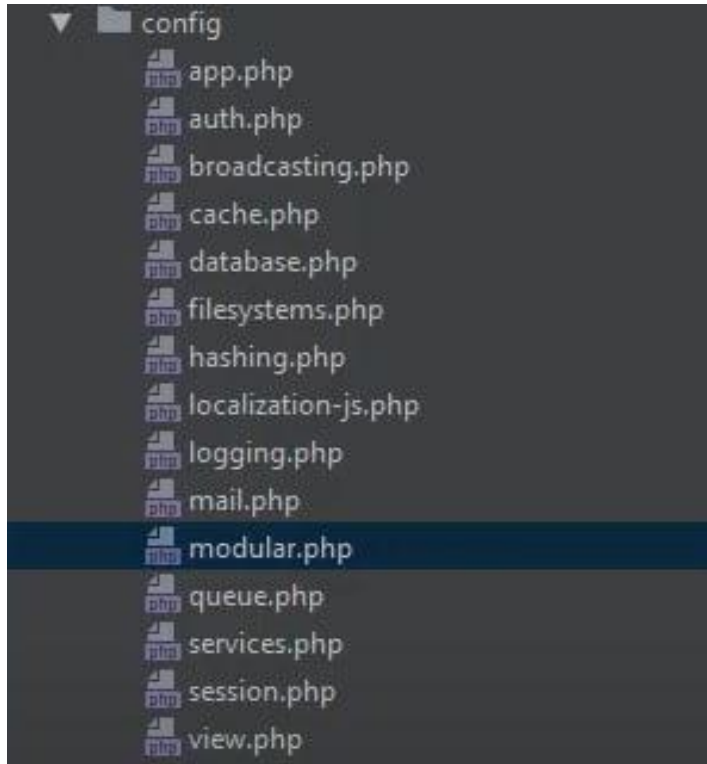 config
app.php
auth.php
broadcasting.php
cache.php
database.php
filesystems.php
hashing.php
localization-js.php
logging.php
mail.php
modular.php
queue.php
services.php
session.php
view.php